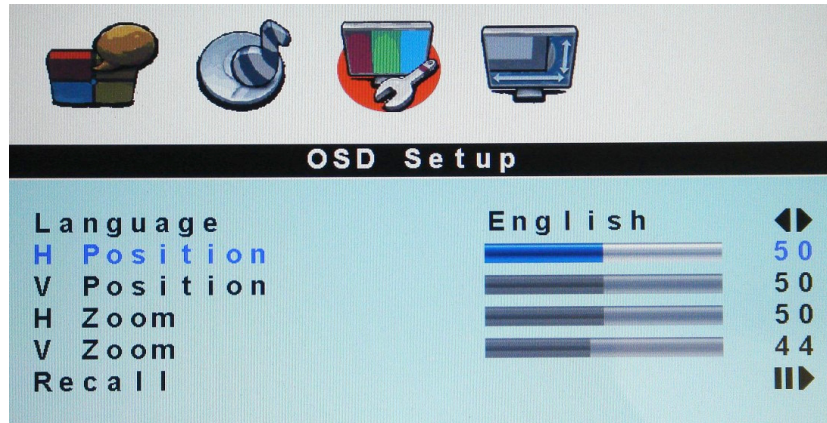 OSD Setup
Language English
H Position 50
V Position 50
H Zoom 50
V Zoom 44
Recall